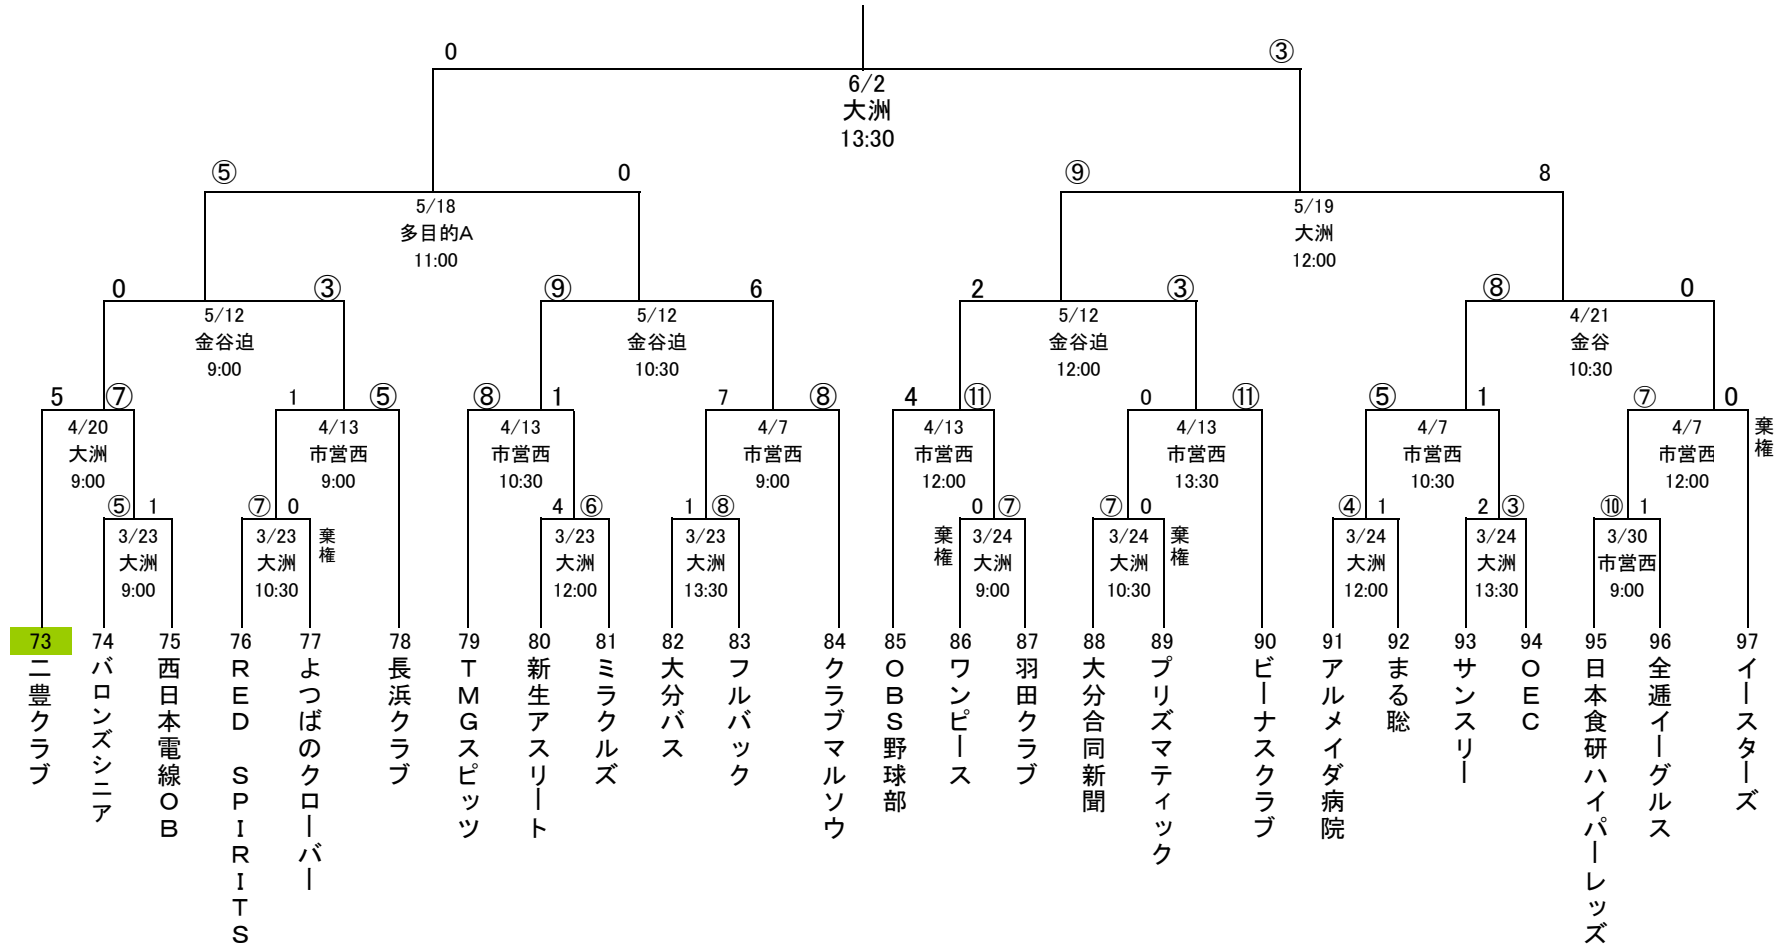 0 ③
6/2
大洲
13:30
⑤ 0 ⑨ 8
5/18 5/19
多目的A 大洲
11:00 12:00
0 ③ ⑨ 6 2 ③ ⑧ 0
5/12 5/12 5/12 4/21
金谷迫 金谷迫 金谷迫 金谷
9:00 10:30 12:00 10:30
5 ⑦ 1 ⑤ ⑧ 1 7 ⑧ 4 ⑪ 0 ⑪ ⑤ 1 ⑦ 0
4/20 4/13 4/13 4/7 4/13 4/13 4/7 4/7
大洲 市営西 市営西 市営西 市営西 市営西 市営西 市営西
9:00 9:00 10:30 9:00 12:00 13:30 10:30 12:00
棄権
⑤ 1 ⑦ 0 4 ⑥ 1 ⑧ 0 ⑦ ⑦ 0 ④ 1 2 ③ ⑩ 1
3/23 3/23 3/23 3/23 3/24 3/24 3/24 3/24 3/30
大洲 大洲 大洲 大洲 大洲 大洲 大洲 大洲 市営西
9:00 10:30 12:00 13:30 9:00 10:30 12:00 13:30 9:00
棄権
棄権
棄権
73 二豊クラブ
74 バロンズシニア
75 西日本電線OB
76 RED SPIRITS
77 よつばのクローバー
78 長浜クラブ
79 TMGスピッツ
80 新生アスリート
81 ミラクルズ
82 大分バス
83 フルバック
84 クラブマルソウ
85 OBS野球部
86 ワンピース
87 羽田クラブ
88 大分合同新聞
89 プリズマティック
90 ビーナスクラブ
91 アルメイダ病院
92 まる聡
93 サンスリー
94 OEC
95 日本食研ハイパーレッズ
96 全逓イーグルス
97 イースターズ